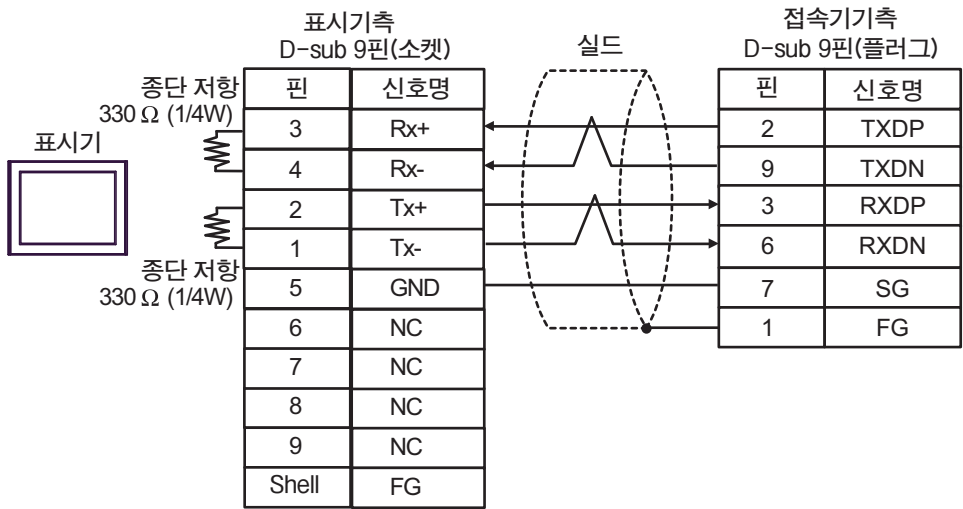 표시기측
D-sub 9핀(소켓)
실드
접속기기측
D-sub 9핀(플러그)
종단 저항
330 Ω (1/4W)
표시기
핀 신호명
3 Rx+
4 Rx-
2 Tx+
1 Tx-
5 GND
6 NC
7 NC
8 NC
9 NC
Shell FG
종단 저항
330 Ω (1/4W)
핀 신호명
2 TXDP
9 TXDN
3 RXDP
6 RXDN
7 SG
1 FG